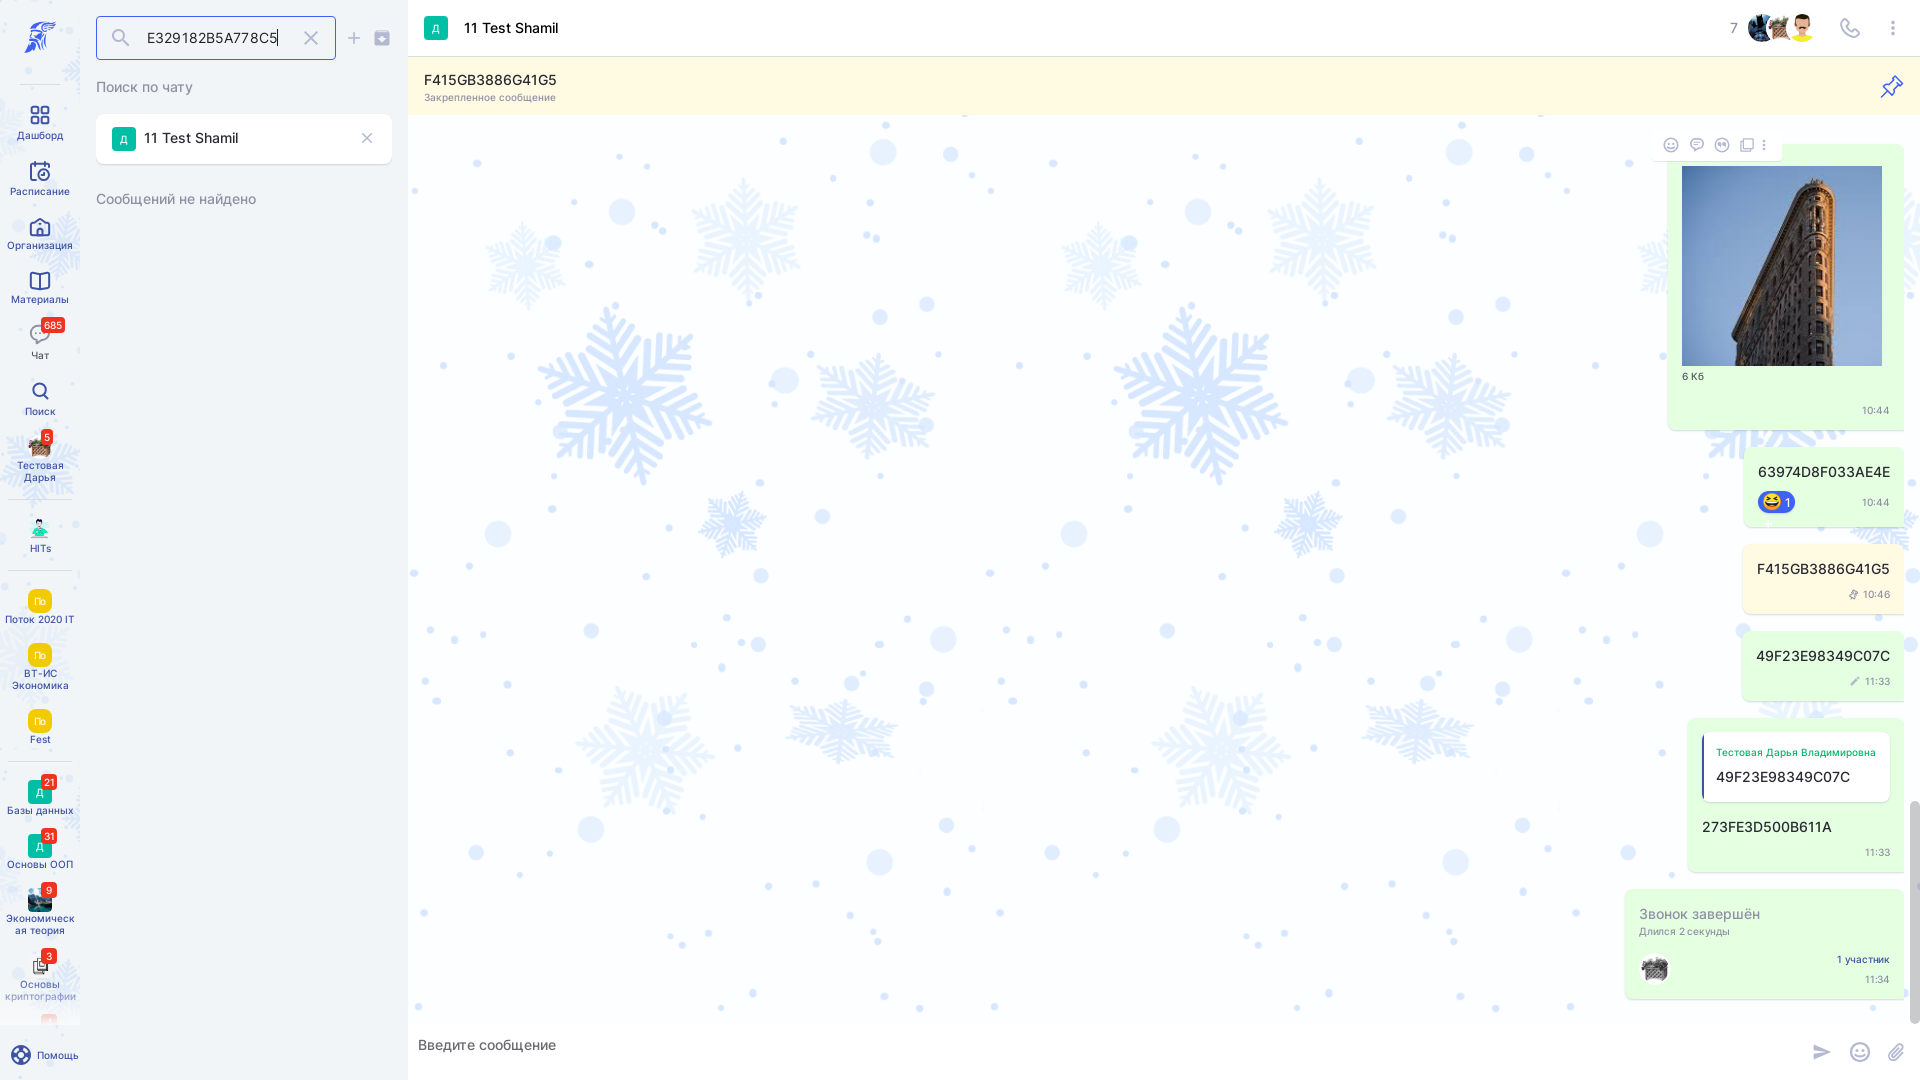 Дашборд
Расписание
Организация
Материалы
685
Чат
Поиск
5
Тестовая
Дарья
HITs
По
Поток 2020 IT
По
ВТ-ИС
Экономика
По
Fest
21
Д
Базы данных
31
Д
Основы ООП
9
Экономическ
ая теория
3
Основы
криптографии
Помощь
E329182B5A778C5
Поиск по чату
Д
11 Test Shamil
Сообщений не найдено
Д
11 Test Shamil
7
F415GB3886G41G5
Закрепленное сообщение
6 Кб
10:44
63974D8F033AE4E
1
10:44
F415GB3886G41G5
10:46
49F23E98349C07C
11:33
Тестовая Дарья Владимировна
49F23E98349C07C
273FE3D500B611A
11:33
Звонок завершён
Длился 2 секунды
1 участник
11:34
Введите сообщение